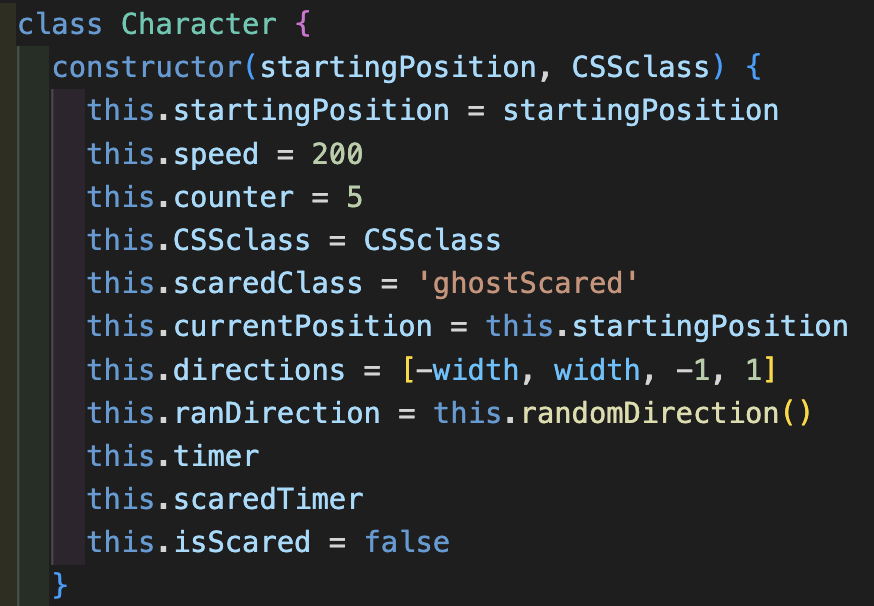 class Character {
constructor(startingPosition, CSSclass) {
this.startingPosition = startingPosition
this.speed = 200
this.counter = 5
this.CSSclass = CSSclass
this.scaredClass = 'ghostScared'
this.currentPosition = this.startingPosition
this.directions = [-width, width, -1, 1]
this.ranDirection = this.randomDirection()
this.timer
this.scaredTimer
this.isScared = false
}